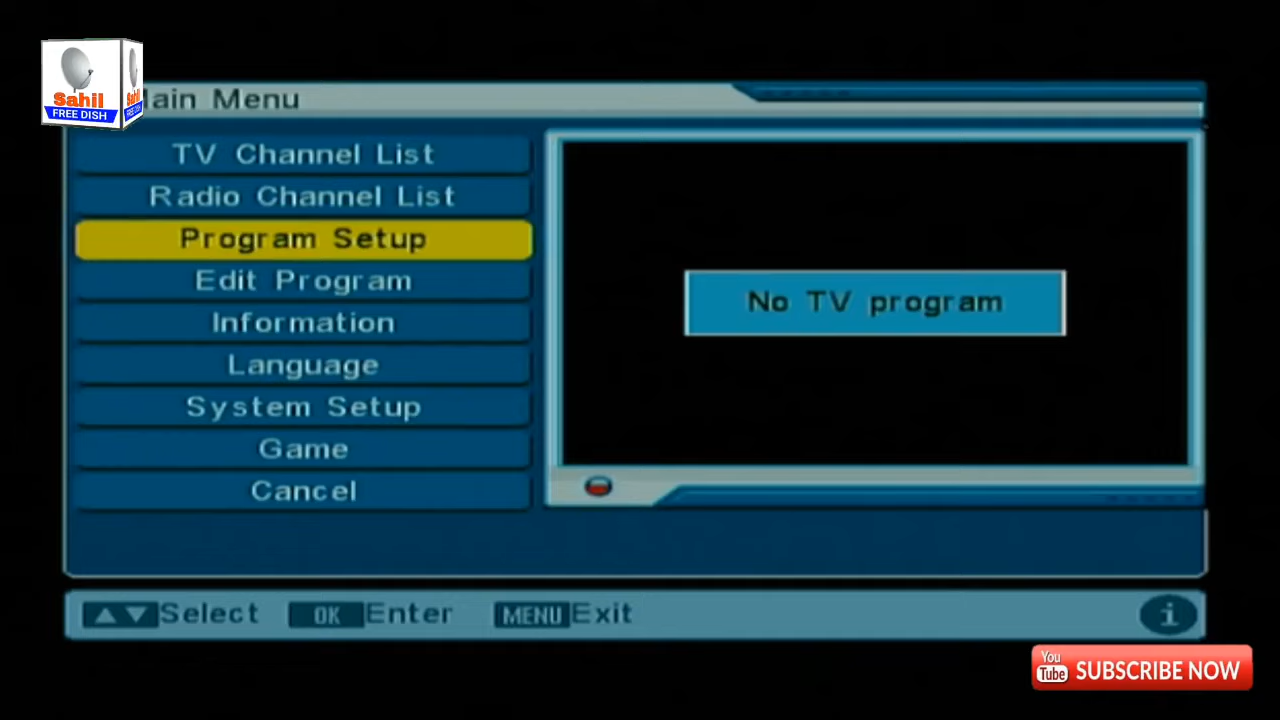 Sahil
FREE DISH
ain Menu
TV Channel List
Radio Channel List
Program Setup
Edit Program
Information
Language
System Setup
Game
Cancel
No TV program
Select OK Enter MENU Exit i
You Tube SUBSCRIBE NOW